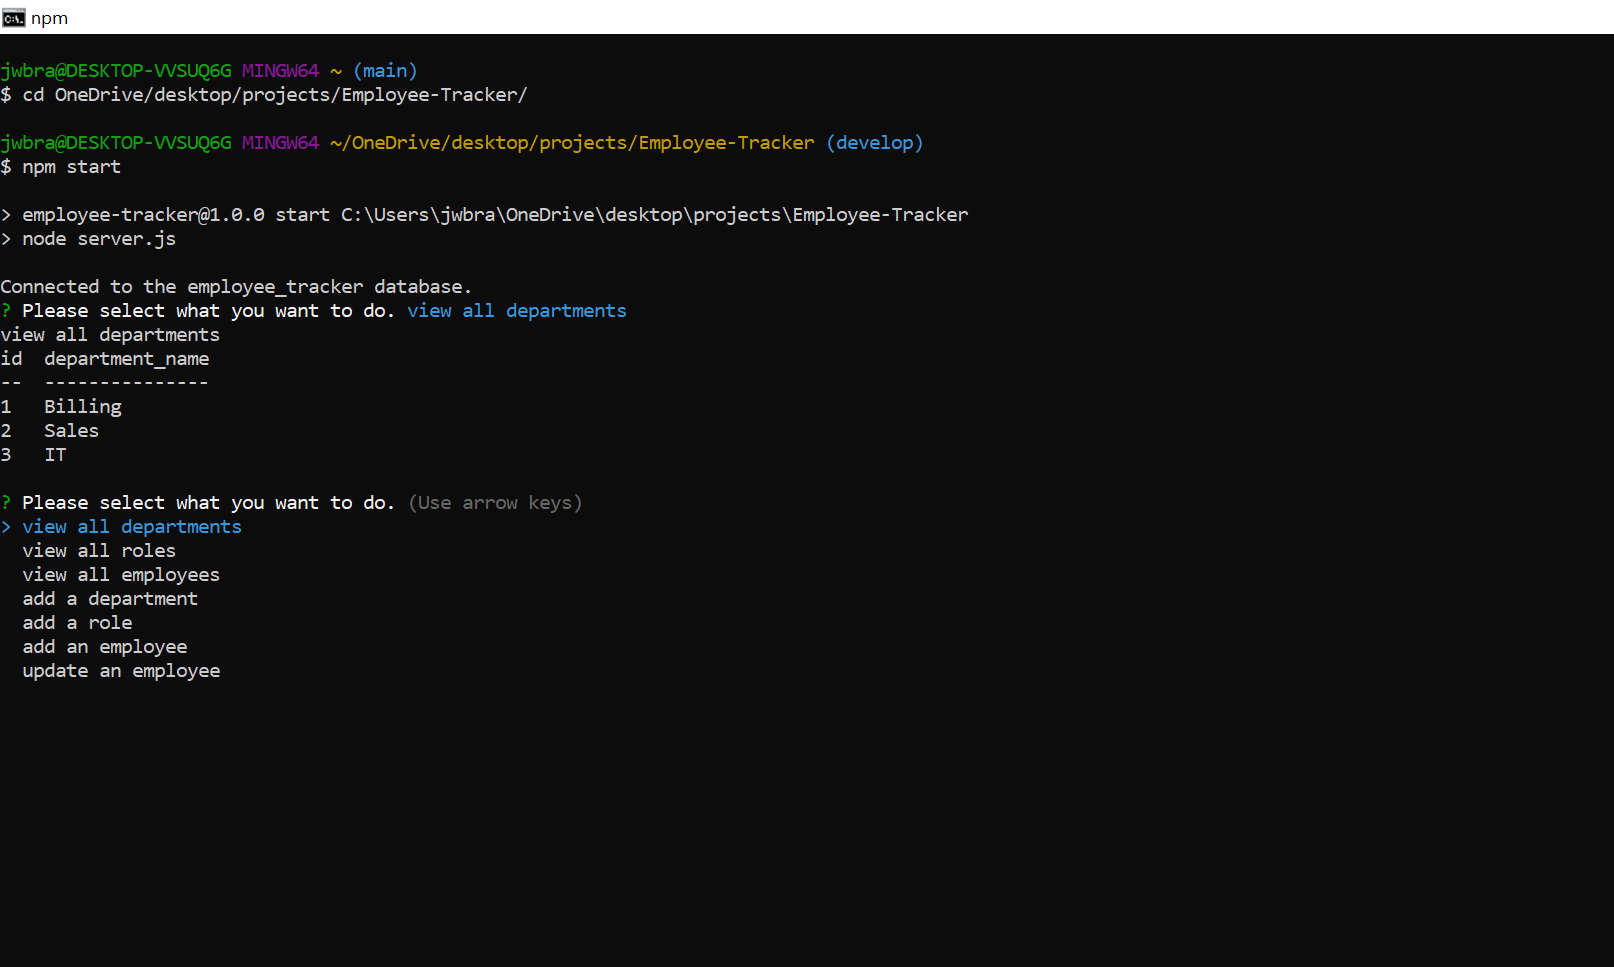 npm
jwbra@DESKTOP-VVSUQ6G MINGW64 ~ (main)
$ cd OneDrive/desktop/projects/Employee-Tracker/
jwbra@DESKTOP-VVSUQ6G MINGW64 ~/OneDrive/desktop/projects/Employee-Tracker (develop)
$ npm start
> employee-tracker@1.0.0 start C:\Users\jwbra\OneDrive\desktop\projects\Employee-Tracker
> node server.js
Connected to the employee_tracker database.
? Please select what you want to do. view all departments
view all departments
id  department_name
--  ---------------
1   Billing
2   Sales
3   IT
? Please select what you want to do. (Use arrow keys)
> view all departments
  view all roles
  view all employees
  add a department
  add a role
  add an employee
  update an employee